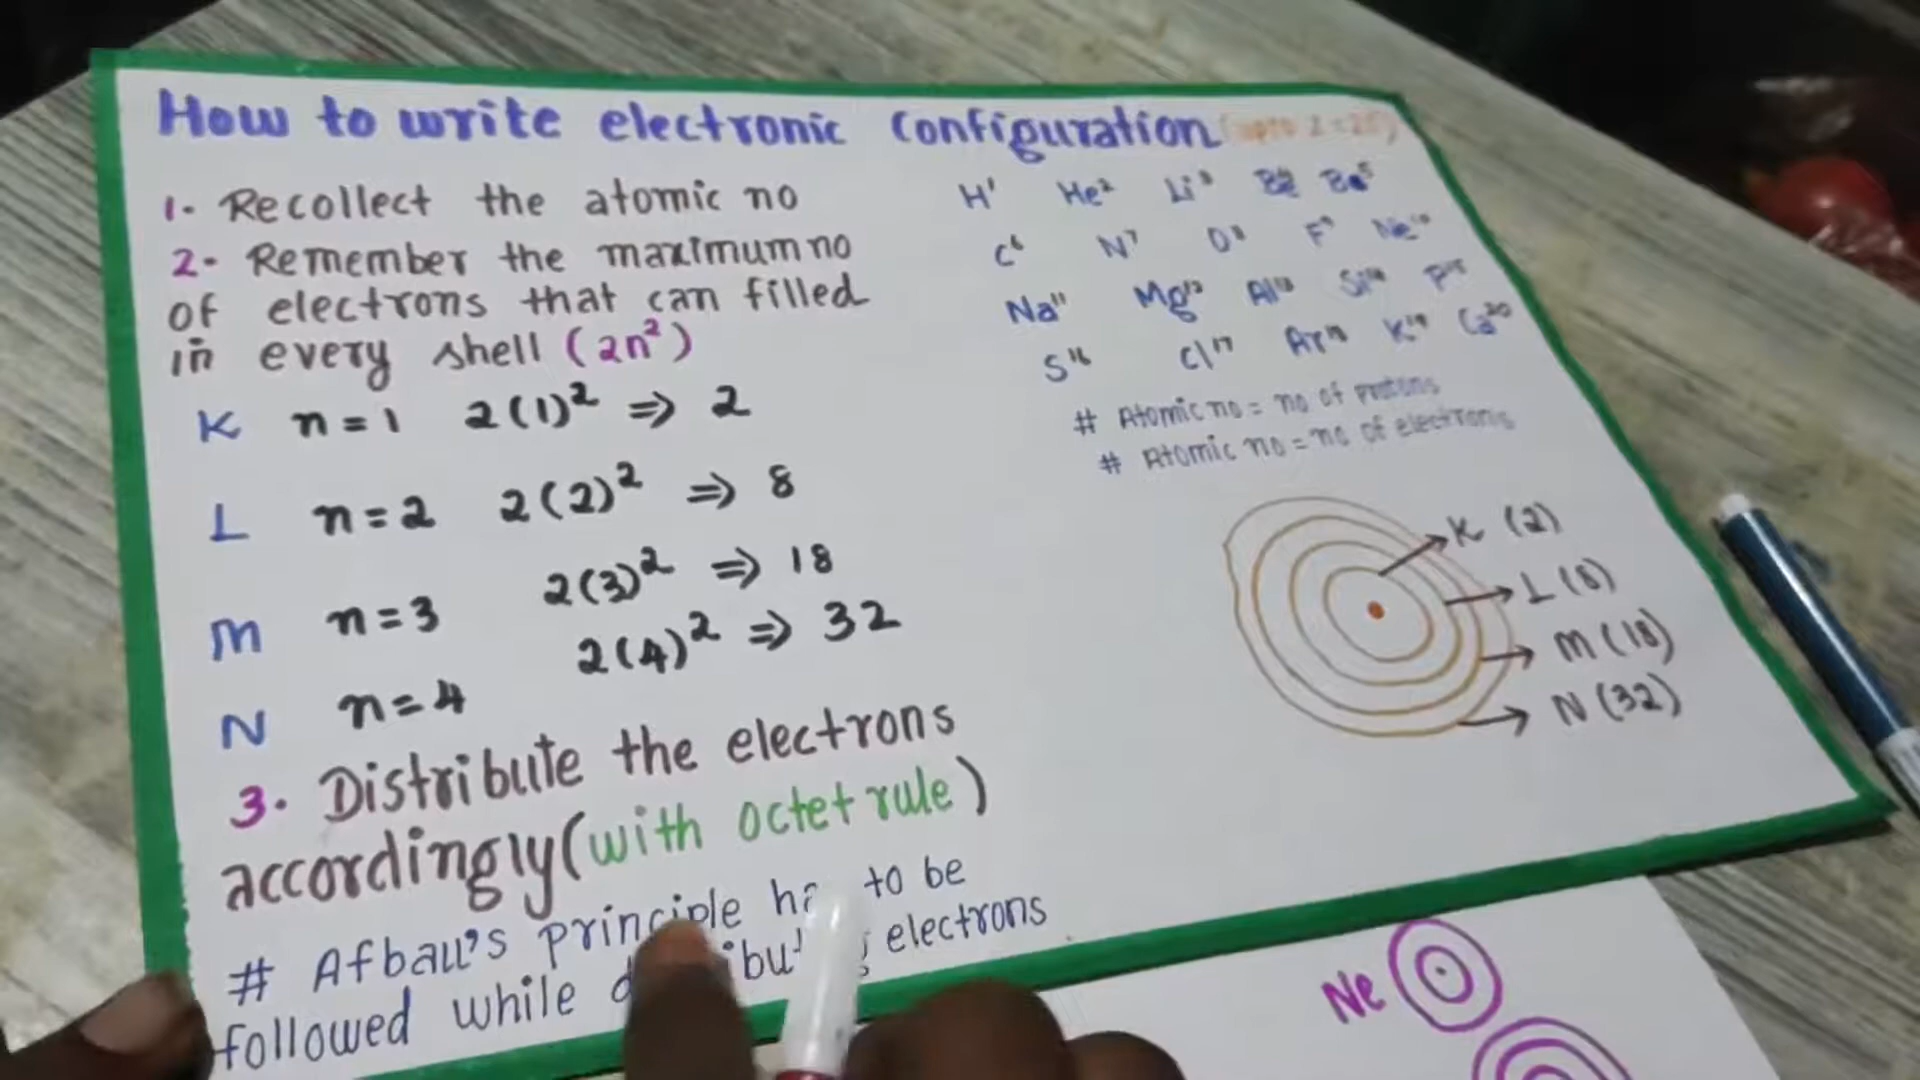 How to write electronic configuration
1. Recollect the atomic no
2. Remember the maximum no
of electrons that can filled
in every shell (2n²)
K n = 1 2(1)² ⇒ 2
L n = 2 2(2)² ⇒ 8
M n = 3 2(3)² ⇒ 18
N n = 4 2(4)² ⇒ 32
3. Distribute the electrons
accordingly (with octet rule)
# Afbau's principle to be
followed while electrons
H¹ He² Li³
C⁶ N⁷ O⁸ F⁹ Ne¹⁰
Na¹¹ Mg¹² Al¹³ Si¹⁴ P¹⁵
S¹⁶ Cl¹⁷ Ar¹⁸ K¹⁹ Ca²⁰
# Atomic no = no of protons
# Atomic no = no of electrons
K (2)
L (8)
M (18)
N (32)
Ne